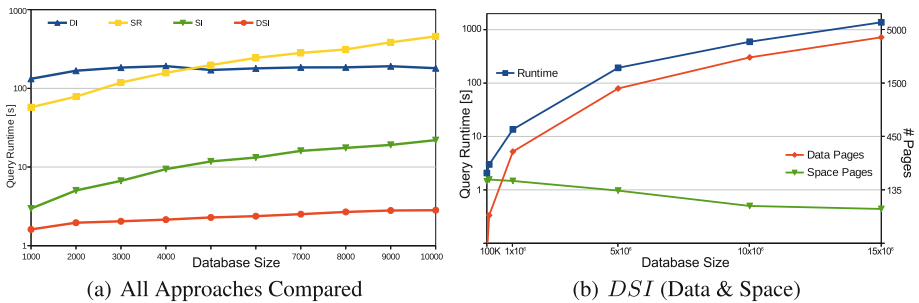 DI SR SI DSI
1000
100
10
1
Query Runtime [s]
1000 2000 3000 4000 5000 6000 7000 8000 9000 10000
Database Size
(a) All Approaches Compared
Runtime
Data Pages
Space Pages
1000
100
10
1
Query Runtime [s]
5000
1500
450
135
# Pages
100K 1x10⁶ 5x10⁶ 10x10⁶ 15x10⁶
Database Size
(b) DSI (Data & Space)